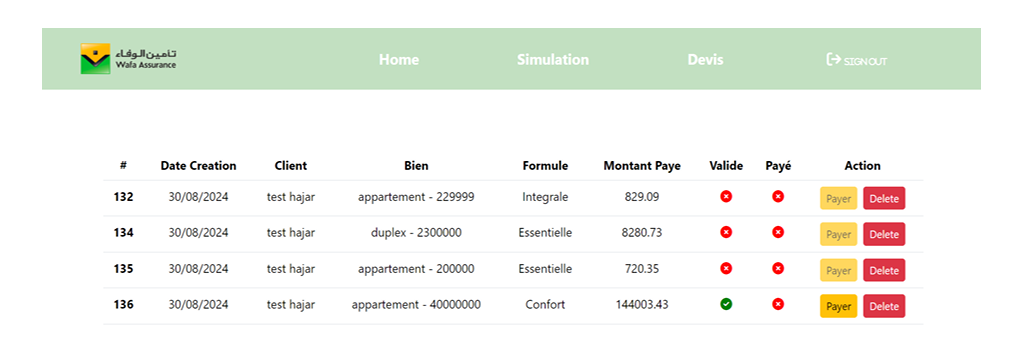 تأمين الوفاء
Wafa Assurance
Home Simulation Devis SIGN OUT
# Date Creation Client Bien Formule Montant Paye Valide Payé Action
132 30/08/2024 test hajar appartement - 229999 Integrale 829.09 Payer Delete
134 30/08/2024 test hajar duplex - 2300000 Essentielle 8280.73 Payer Delete
135 30/08/2024 test hajar appartement - 200000 Essentielle 720.35 Payer Delete
136 30/08/2024 test hajar appartement - 40000000 Confort 144003.43 Payer Delete